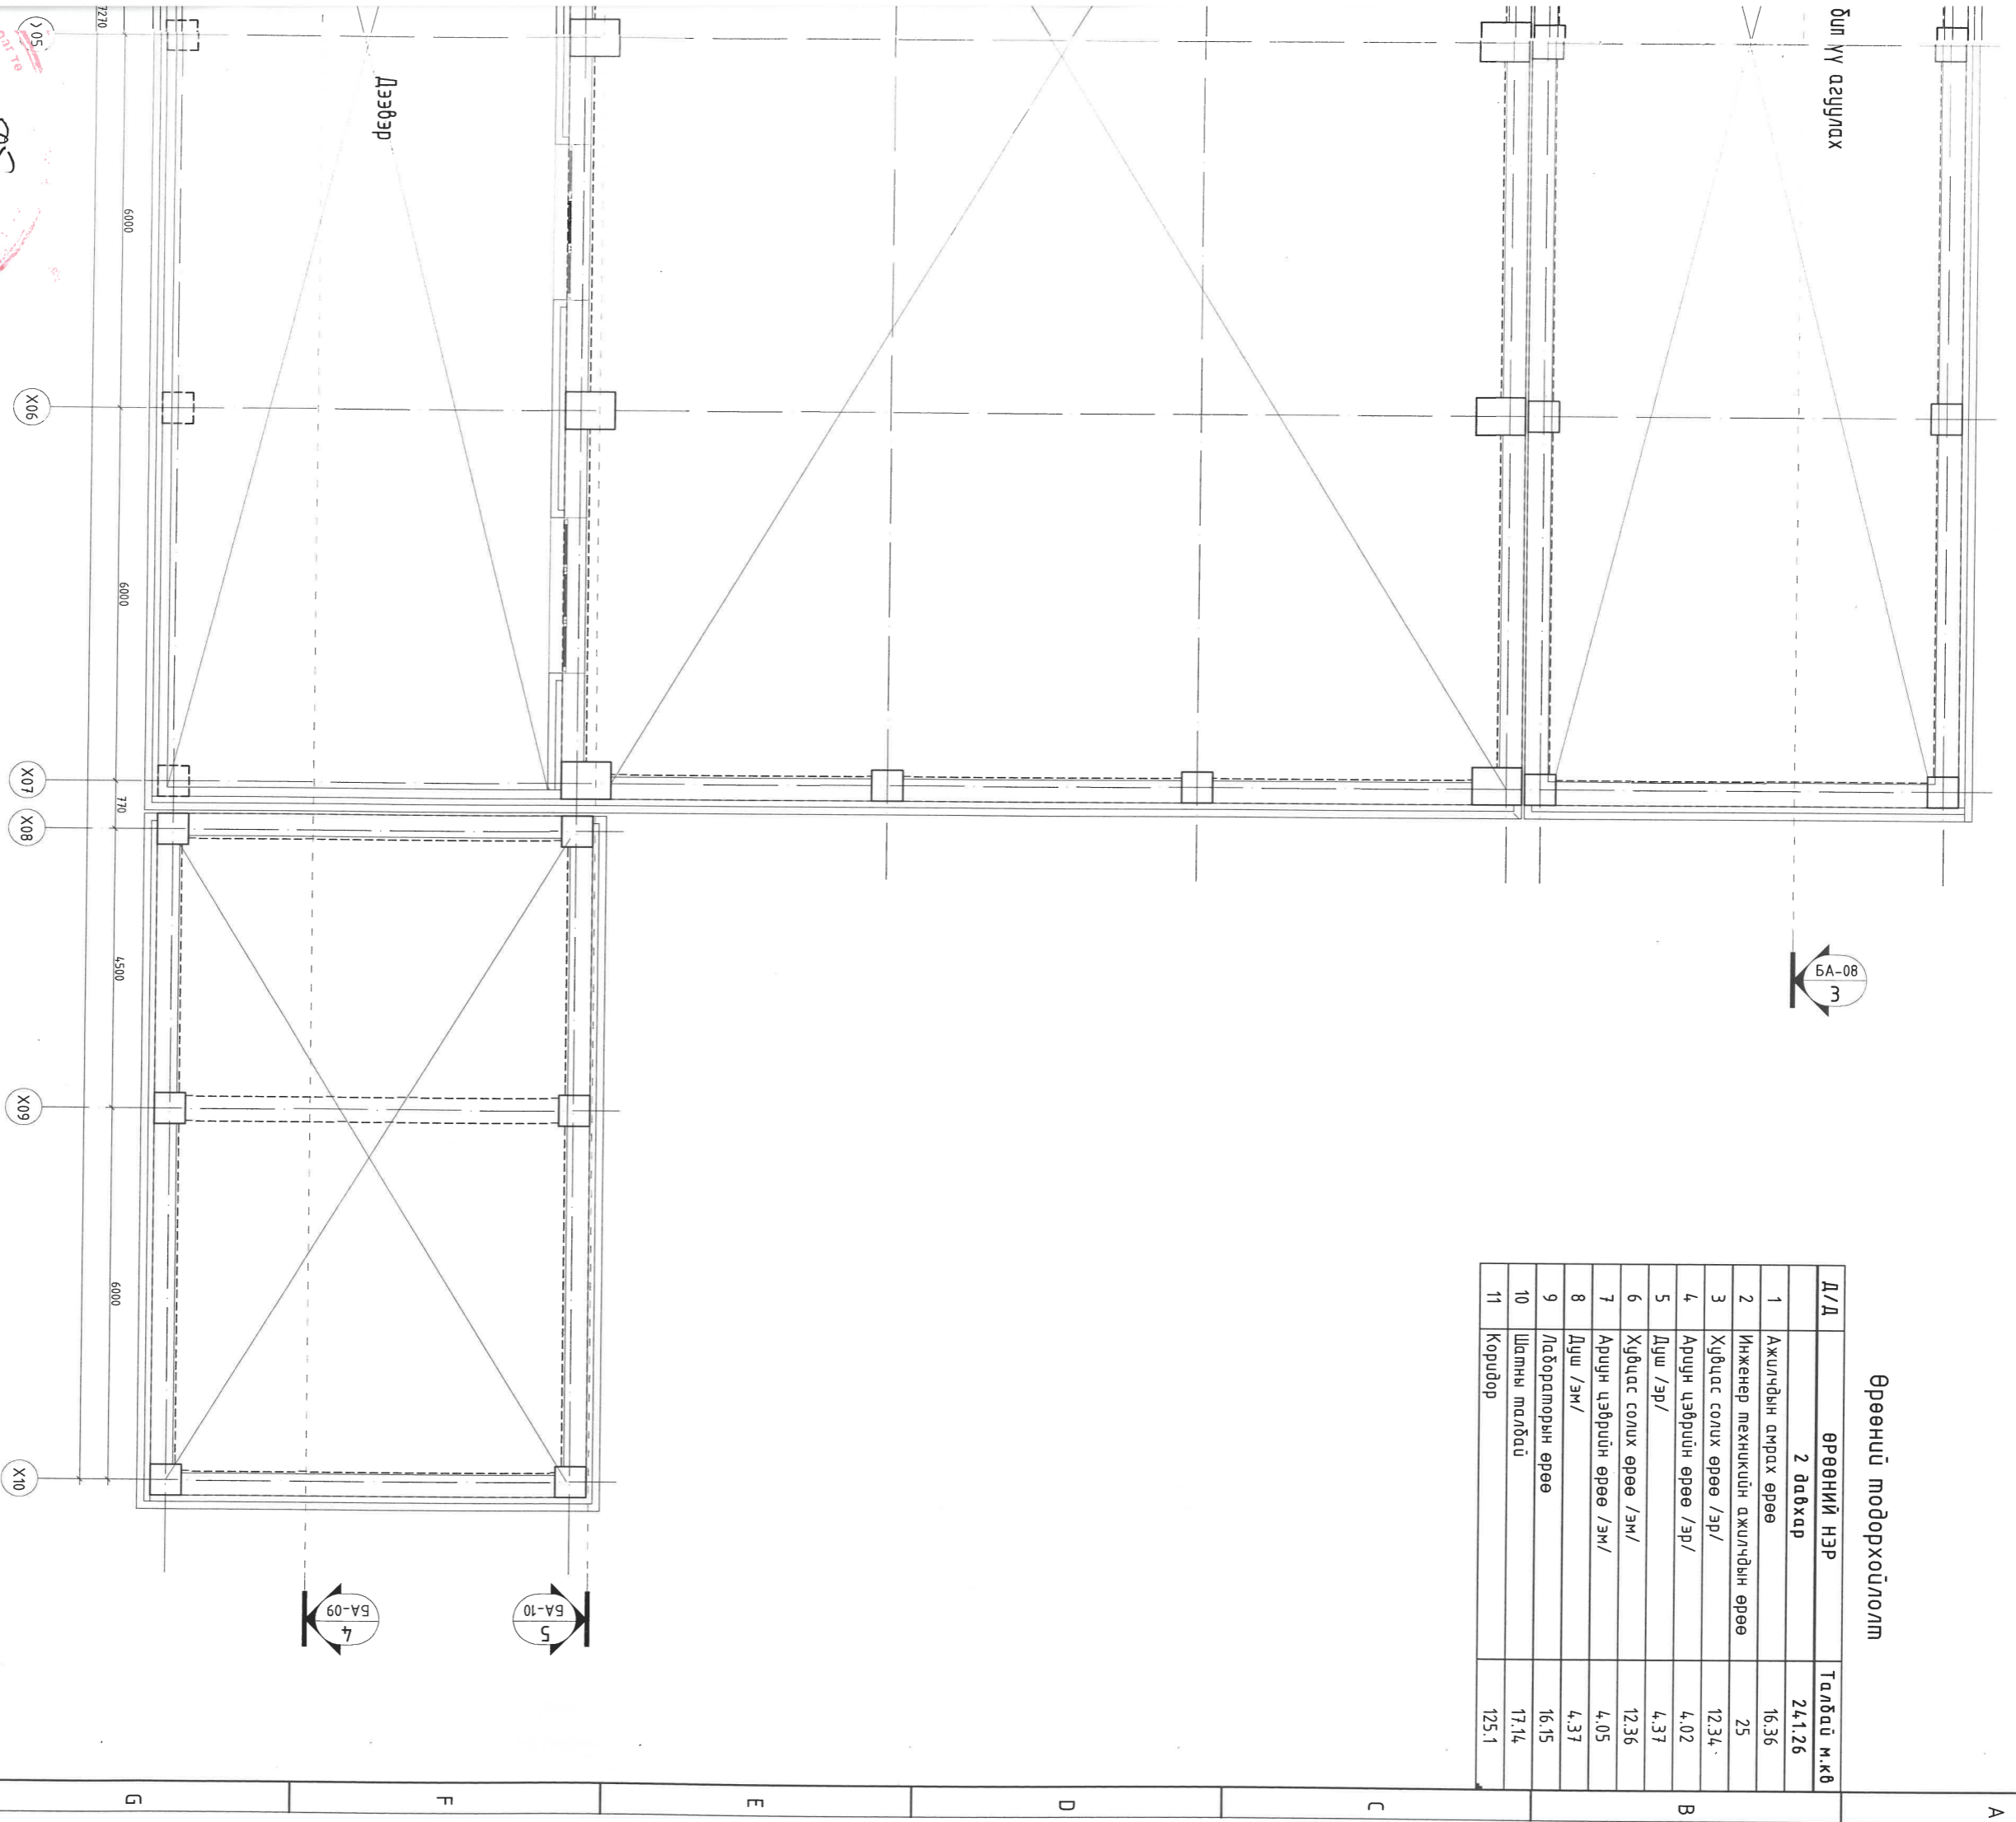 Өрөөний тодорхойлолт
Д/Д ӨРӨӨНИЙ НЭР Талбай м.кв
2 давхар 241.26
1 Ажилчдын амрах өрөө 16.36
2 Инженер техникийн ажилчдын өрөө 25
3 Хувцас солих өрөө /эр/ 12.34
4 Ариун цэврийн өрөө /эр/ 4.02
5 Душ /эр/ 4.37
6 Хувцас солих өрөө /эм/ 12.36
7 Ариун цэврийн өрөө /эм/ 4.05
8 Душ /эм/ 4.37
9 Лабораторын өрөө 16.15
10 Шатны талбай 17.14
11 Коридор 125.1
агуулах
Дээвэр
БА-08
3
БА-09
4
БА-10
5
7270
6000
6000
770
4500
6000
05
X06
X07
X08
X09
X10
A
B
C
D
E
F
G